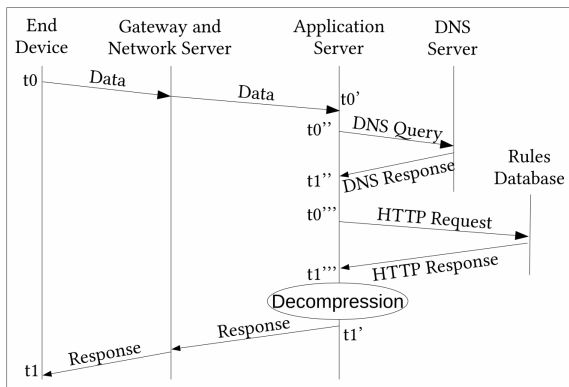 End
Device
Gateway and
Network Server
Application
Server
DNS
Server
t0
Data
Data
t0'
t0''
DNS Query
t1''
DNS Response
Rules
Database
t0'''
HTTP Request
t1'''
HTTP Response
Decompression
Response
t1'
Response
t1